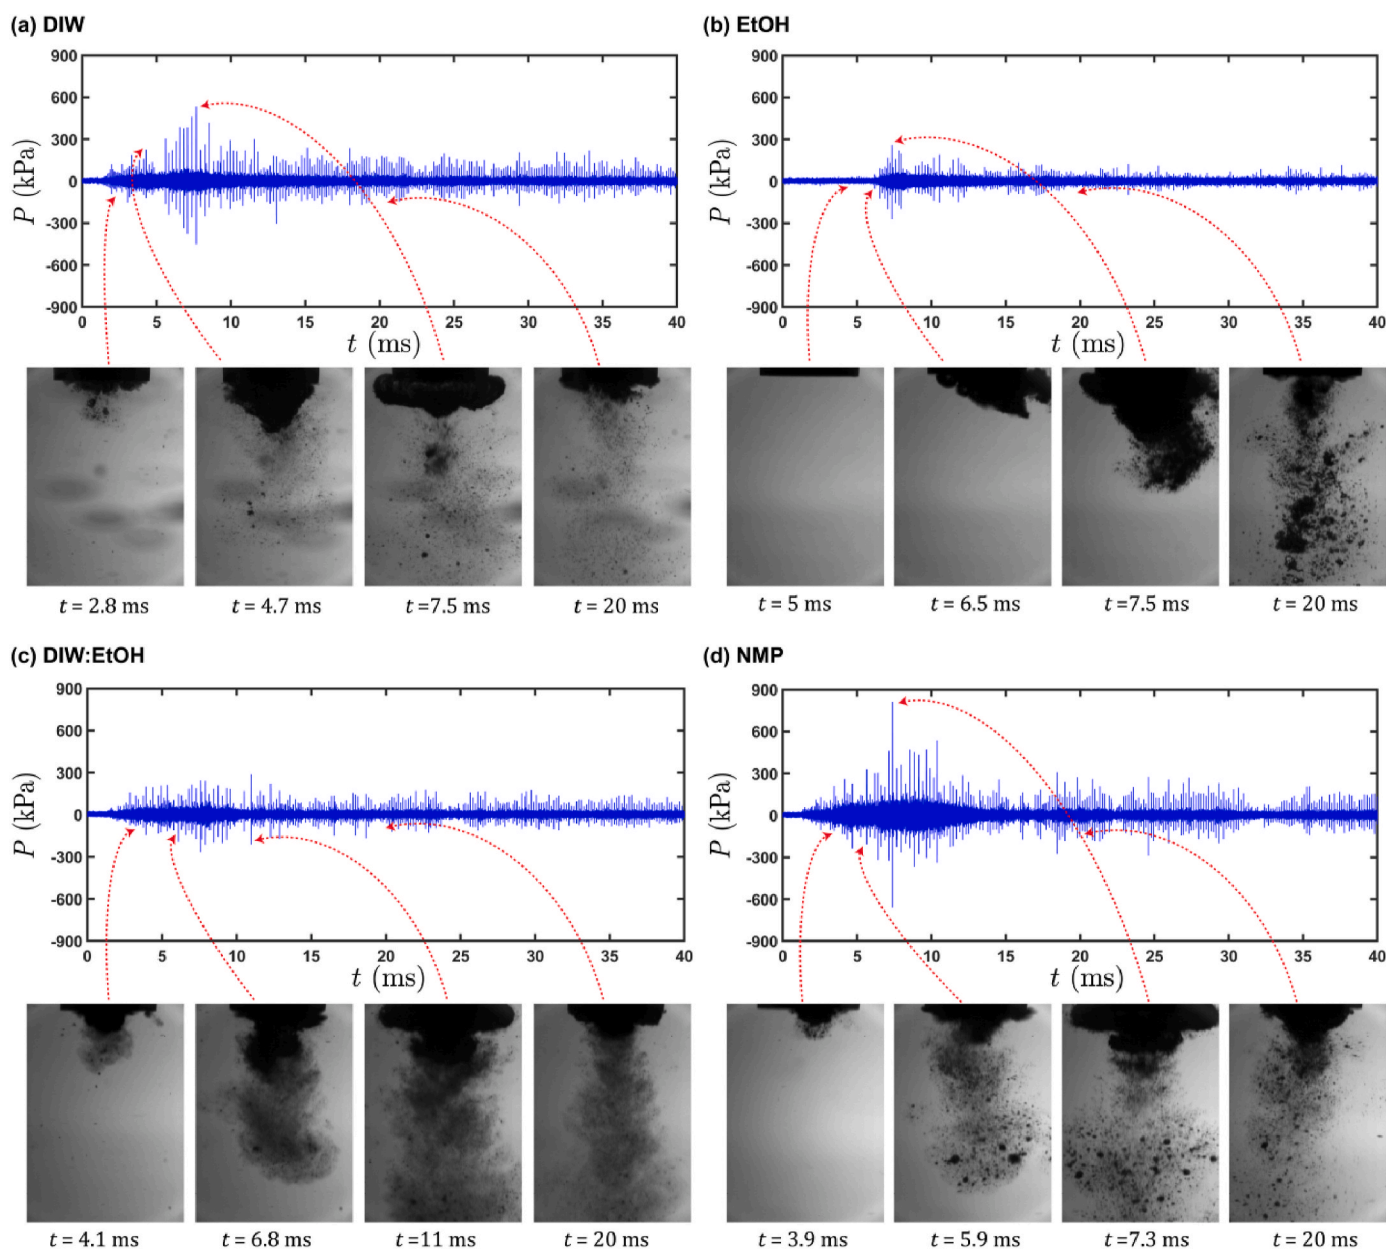 (a) DIW
900
600
300
0
-300
-600
-900
P (kPa)
0 5 10 15 20 25 30 35 40
t (ms)
t = 2.8 ms
t = 4.7 ms
t =7.5 ms
t = 20 ms
(b) EtOH
900
600
300
0
-300
-600
-900
P (kPa)
0 5 10 15 20 25 30 35 40
t (ms)
t = 5 ms
t = 6.5 ms
t = 7.5 ms
t = 20 ms
(c) DIW:EtOH
900
600
300
0
-300
-600
-900
P (kPa)
0 5 10 15 20 25 30 35 40
t (ms)
t = 4.1 ms
t = 6.8 ms
t =11 ms
t = 20 ms
(d) NMP
900
600
300
0
-300
-600
-900
P (kPa)
0 5 10 15 20 25 30 35 40
t (ms)
t = 3.9 ms
t = 5.9 ms
t =7.3 ms
t = 20 ms